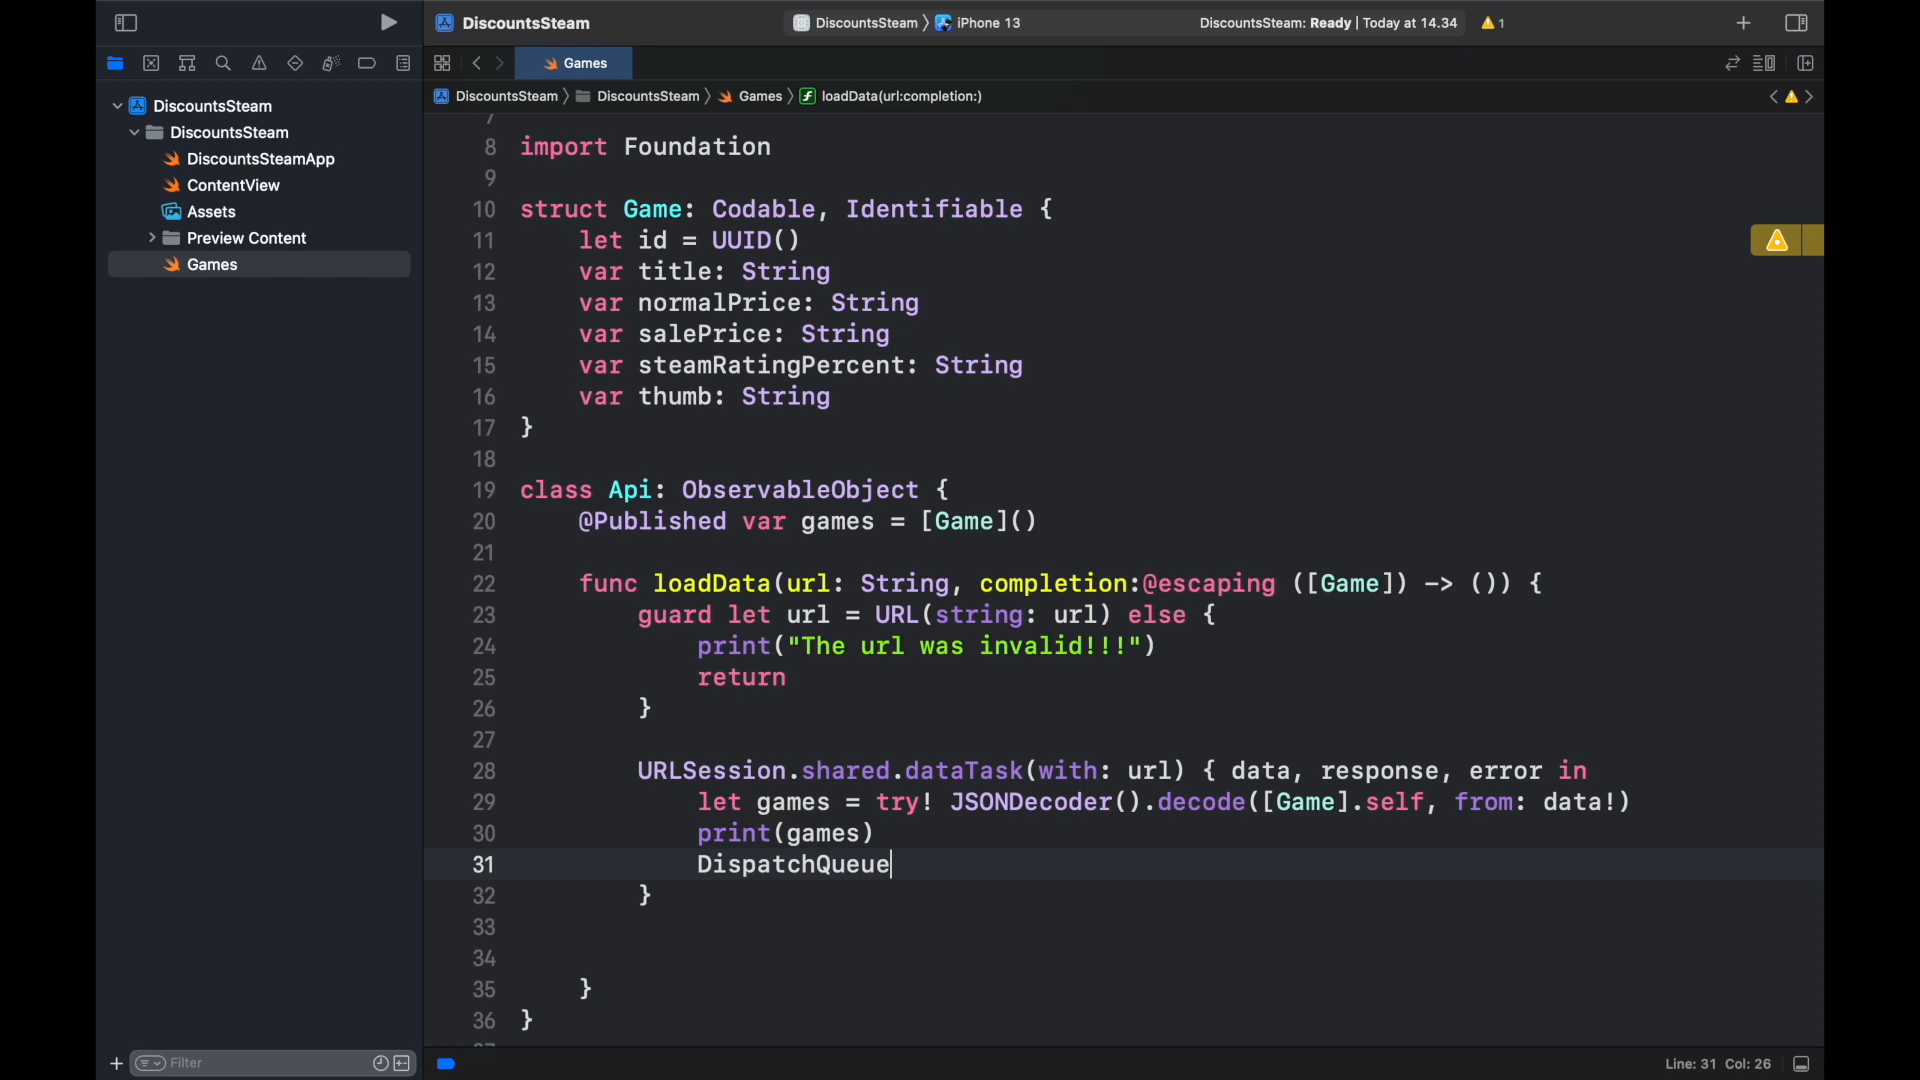 DiscountsSteam
DiscountsSteam
iPhone 13
DiscountsSteam: Ready | Today at 14.34
1
Games
DiscountsSteam
DiscountsSteam
Games
loadData(url:completion:)
DiscountsSteam
DiscountsSteam
DiscountsSteamApp
ContentView
Assets
Preview Content
Games
7
8 import Foundation
9
10 struct Game: Codable, Identifiable {
11 let id = UUID()
12 var title: String
13 var normalPrice: String
14 var salePrice: String
15 var steamRatingPercent: String
16 var thumb: String
17 }
18
19 class Api: ObservableObject {
20 @Published var games = [Game]()
21
22 func loadData(url: String, completion:@escaping ([Game]) -> ()) {
23 guard let url = URL(string: url) else {
24 print("The url was invalid!!!")
25 return
26 }
27
28 URLSession.shared.dataTask(with: url) { data, response, error in
29 let games = try! JSONDecoder().decode([Game].self, from: data!)
30 print(games)
31 DispatchQueue
32 }
33
34
35 }
36 }
Filter
Line: 31 Col: 26